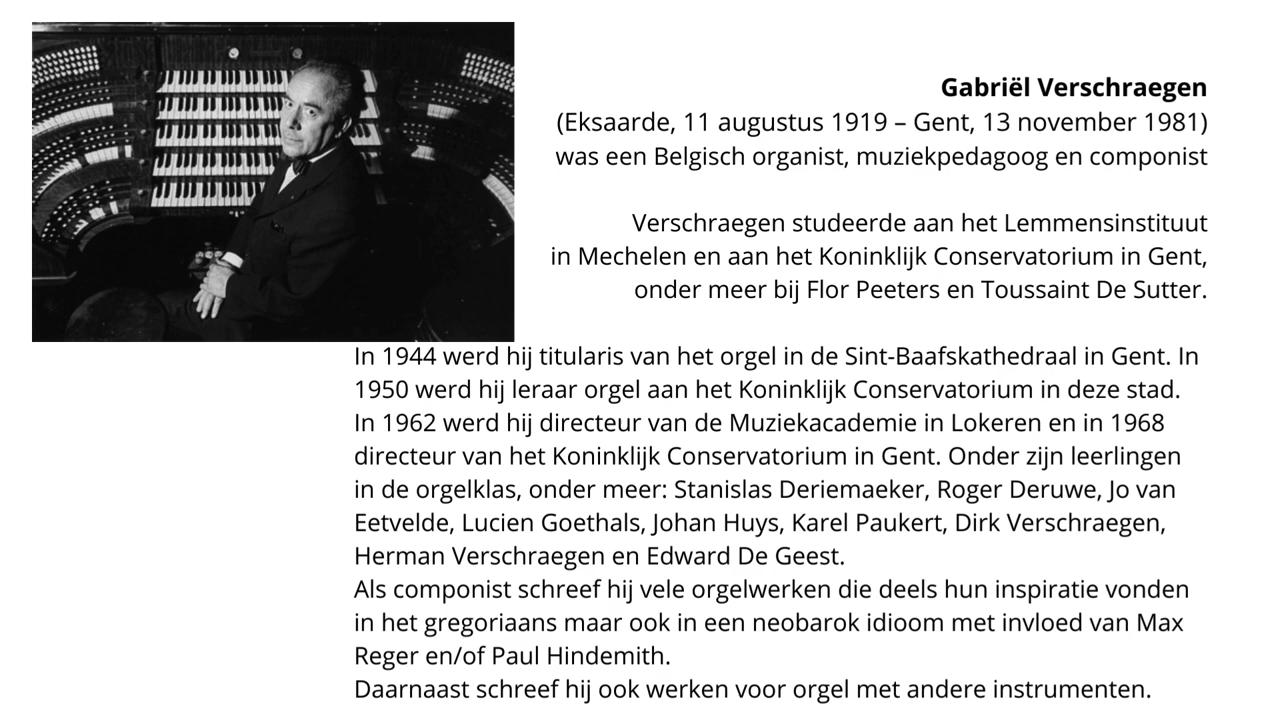 Gabriël Verschraegen
(Eksaarde, 11 augustus 1919 – Gent, 13 november 1981)
was een Belgisch organist, muziekpedagoog en componist
Verschraegen studeerde aan het Lemmensinstituut
in Mechelen en aan het Koninklijk Conservatorium in Gent,
onder meer bij Flor Peeters en Toussaint De Sutter.
In 1944 werd hij titularis van het orgel in de Sint-Baafskathedraal in Gent. In
1950 werd hij leraar orgel aan het Koninklijk Conservatorium in deze stad.
In 1962 werd hij directeur van de Muziekacademie in Lokeren en in 1968
directeur van het Koninklijk Conservatorium in Gent. Onder zijn leerlingen
in de orgelklas, onder meer: Stanislas Deriemaeker, Roger Deruwe, Jo van
Eetvelde, Lucien Goethals, Johan Huys, Karel Paukert, Dirk Verschraegen,
Herman Verschraegen en Edward De Geest.
Als componist schreef hij vele orgelwerken die deels hun inspiratie vonden
in het gregoriaans maar ook in een neobarok idioom met invloed van Max
Reger en/of Paul Hindemith.
Daarnaast schreef hij ook werken voor orgel met andere instrumenten.